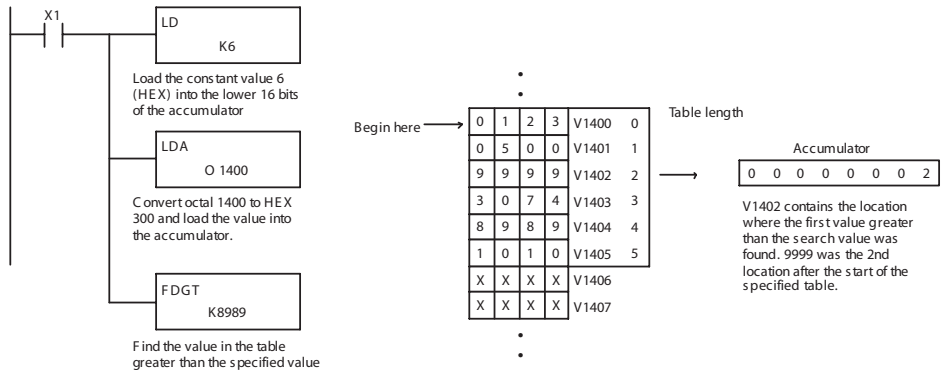 X1
LD
K6
Load the constant value 6
(HEX) into the lower 16 bits
of the accumulator
LDA
O 1400
Convert octal 1400 to HEX
300 and load the value into
the accumulator.
FDGT
K8989
Find the value in the table
greater than the specified value
Begin here
0 1 2 3 V1400 0
0 5 0 0 V1401 1
9 9 9 9 V1402 2
3 0 7 4 V1403 3
8 9 8 9 V1404 4
1 0 1 0 V1405 5
X X X X V1406
X X X X V1407
Table length
Accumulator
0 0 0 0 0 0 0 2
V1402 contains the location
where the first value greater
than the search value was
found. 9999 was the 2nd
location after the start of the
specified table.